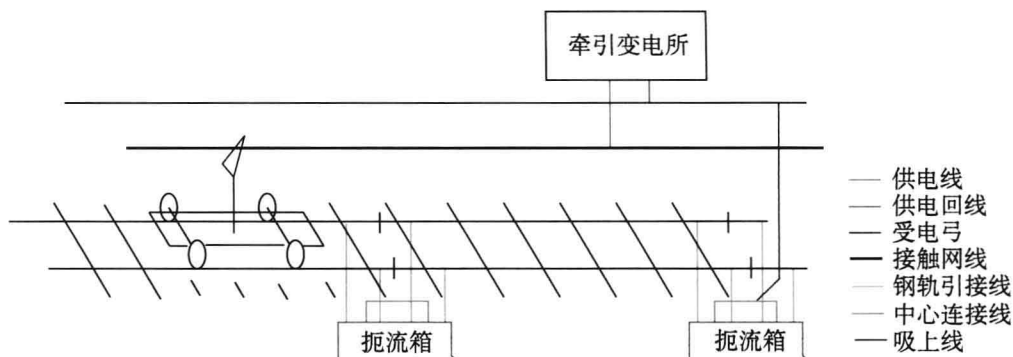 牵引变电所
供电线
供电回线
受电弓
接触网线
钢轨引接线
中心连接线
吸上线
扼流箱
扼流箱